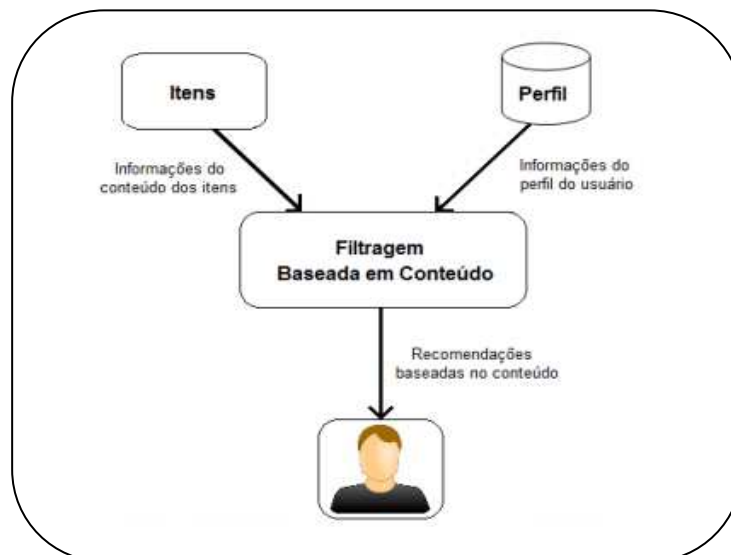 Itens
Perfil
Informações do
conteúdo dos itens
Informações do
perfil do usuário
Filtragem
Baseada em Conteúdo
Recomendações
baseadas no conteúdo